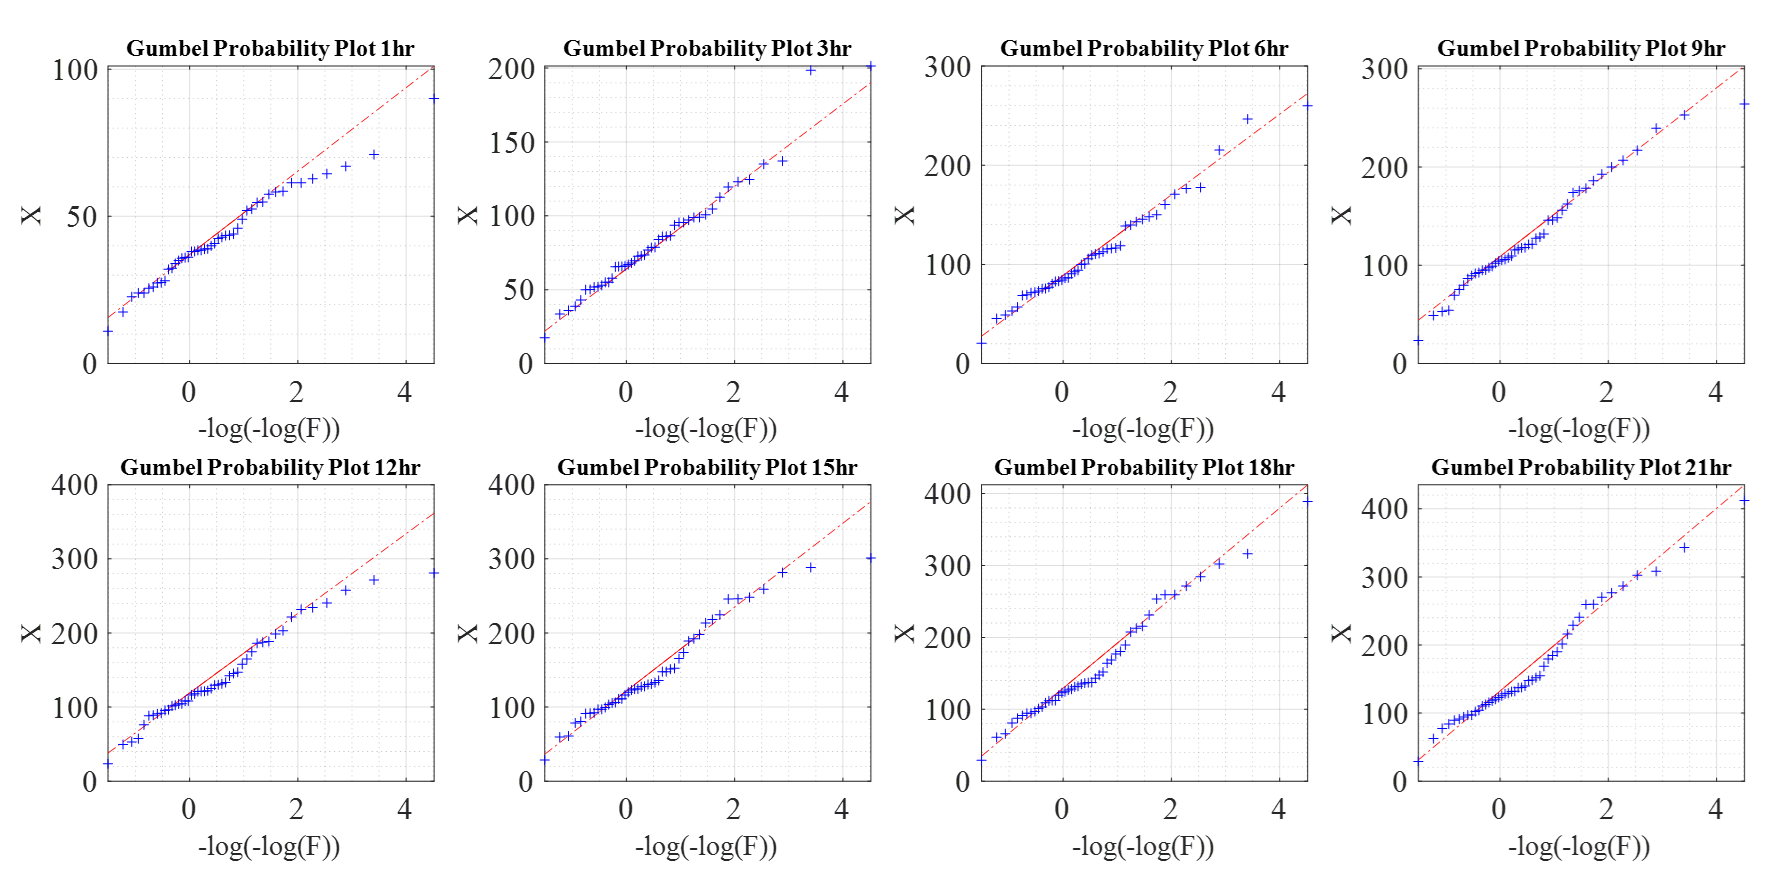 Gumbel Probability Plot 1hr
100
50
0
X
0 2 4
-log(-log(F))
Gumbel Probability Plot 3hr
200
150
100
50
0
X
0 2 4
-log(-log(F))
Gumbel Probability Plot 6hr
300
200
100
0
X
0 2 4
-log(-log(F))
Gumbel Probability Plot 9hr
300
200
100
0
X
0 2 4
-log(-log(F))
Gumbel Probability Plot 12hr
400
300
200
100
0
X
0 2 4
-log(-log(F))
Gumbel Probability Plot 15hr
400
300
200
100
0
X
0 2 4
-log(-log(F))
Gumbel Probability Plot 18hr
400
300
200
100
0
X
0 2 4
-log(-log(F))
Gumbel Probability Plot 21hr
400
300
200
100
0
X
0 2 4
-log(-log(F))